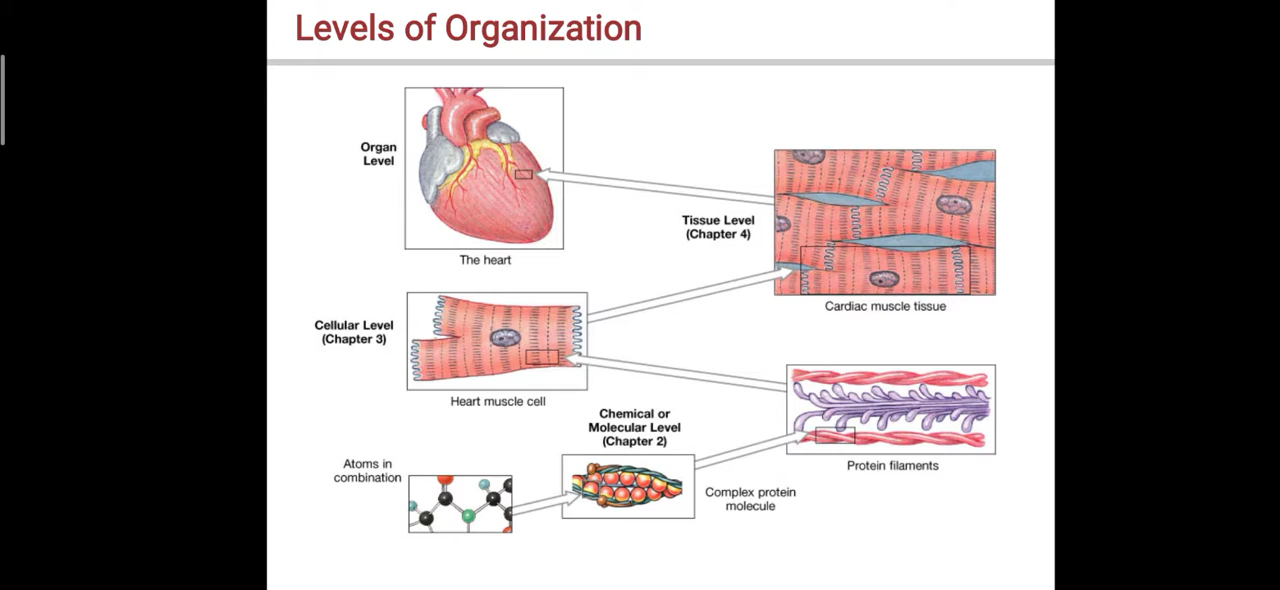 Levels of Organization
Organ
Level
The heart
Tissue Level
(Chapter 4)
Cardiac muscle tissue
Cellular Level
(Chapter 3)
Heart muscle cell
Chemical or
Molecular Level
(Chapter 2)
Protein filaments
Atoms in
combination
Complex protein
molecule